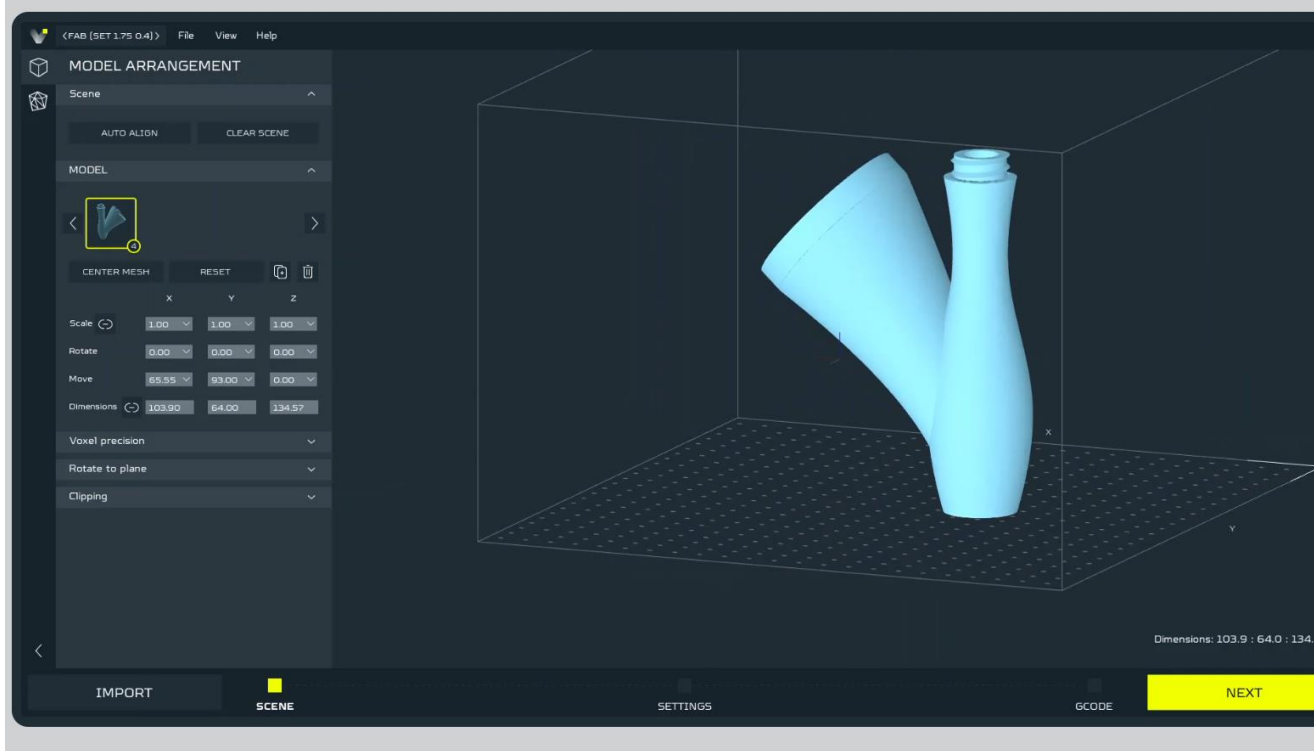 <FAB (SET 1.75 0.4)> File View Help
MODEL ARRANGEMENT
Scene
AUTO ALIGN CLEAR SCENE
MODEL
4
CENTER MESH RESET
X Y Z
Scale 1.00 1.00 1.00
Rotate 0.00 0.00 0.00
Move 65.55 93.00 0.00
Dimensions 103.90 64.00 134.57
Voxel precision
Rotate to plane
Clipping
X
Y
Dimensions: 103.9 : 64.0 : 134.
IMPORT SCENE SETTINGS GCODE NEXT